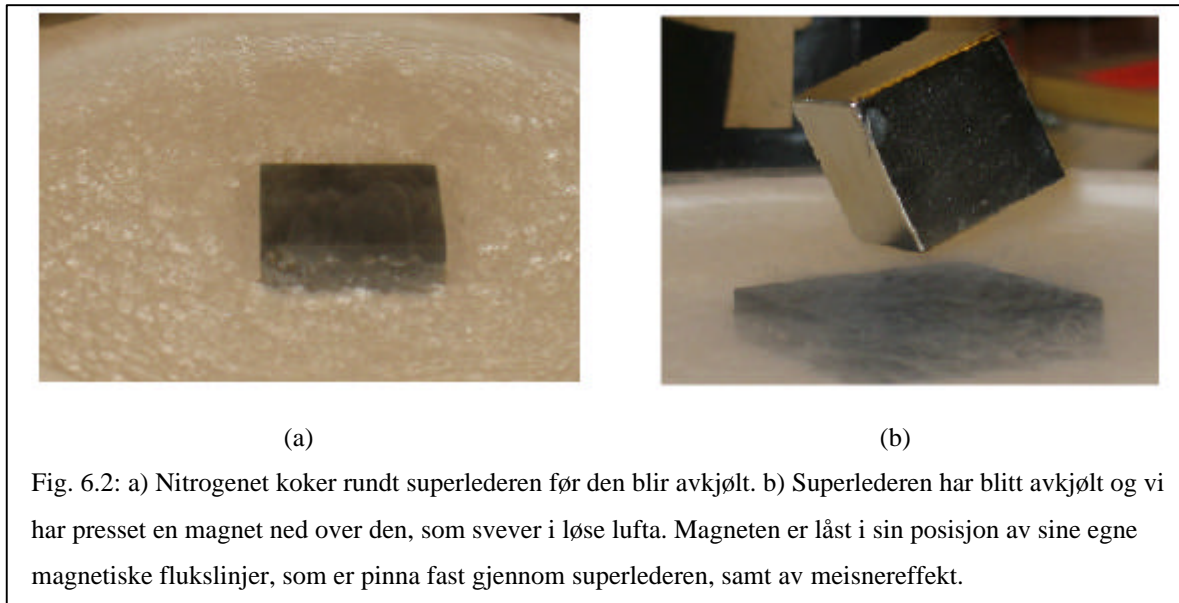 (a) (b)
Fig. 6.2: a) Nitrogenet koker rundt superlederen før den blir avkjølt. b) Superlederen har blitt avkjølt og vi
har presset en magnet ned over den, som svever i løse lufta. Magneten er låst i sin posisjon av sine egne
magnetiske flukslinjer, som er pinna fast gjennom superlederen, samt av meisnereffekt.